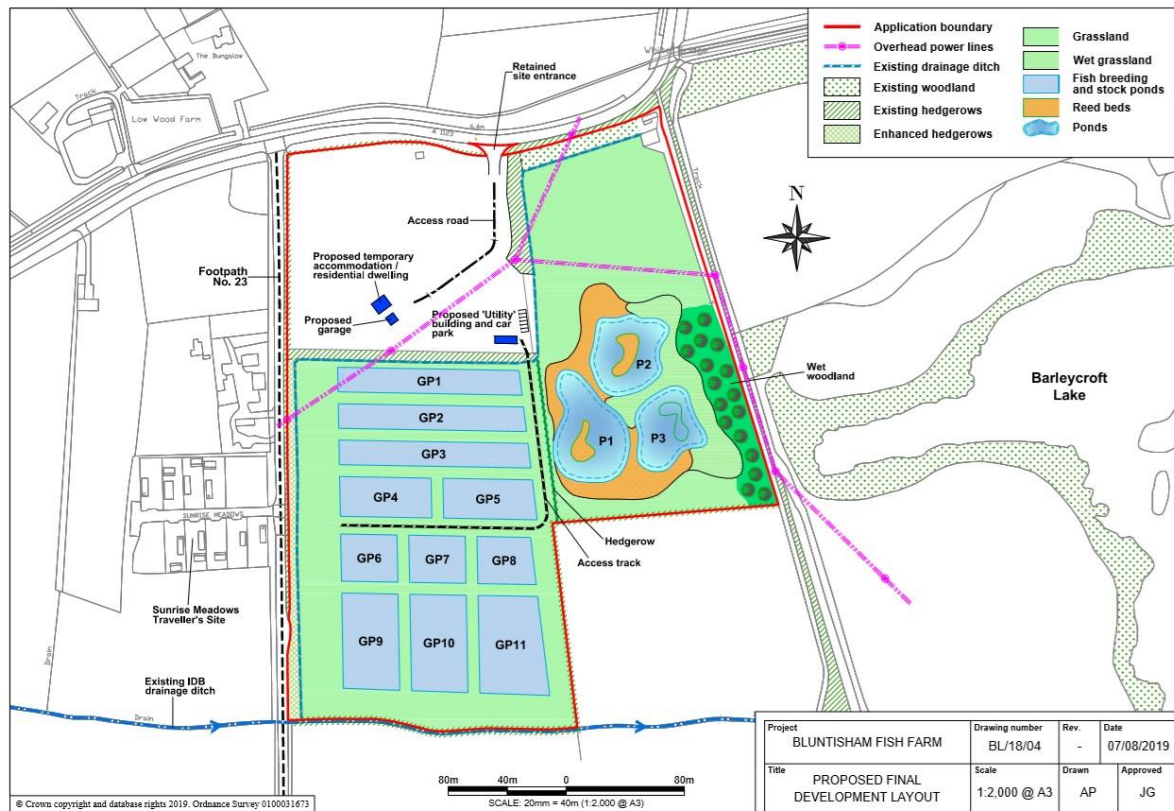 The Bungalow
Track
Low Wood Farm
A 1123
6.4m
Retained
site entrance
Track
Access road
N
Footpath
No. 23
Proposed temporary
accommodation /
residential dwelling
Proposed
garage
Proposed 'Utility'
building and car
park
GP1
GP2
GP3
GP4
GP5
GP6
GP7
GP8
GP9
GP10
GP11
P2
P1
P3
Wet
woodland
Barleycroft
Lake
Hedgerow
Access track
SUNRISE MEADOWS
Sunrise Meadows
Traveller's Site
Drain
Existing IDB
drainage ditch
Drain
Drain
Application boundary
Overhead power lines
Existing drainage ditch
Existing woodland
Existing hedgerows
Enhanced hedgerows
Grassland
Wet grassland
Fish breeding
and stock ponds
Reed beds
Ponds
80m 40m 0 80m
SCALE: 20mm = 40m (1:2,000 @ A3)
© Crown copyright and database rights 2019. Ordnance Survey 0100031673
Project
BLUNTISHAM FISH FARM
Drawing number
BL/18/04
Rev.
-
Date
07/08/2019
Title
PROPOSED FINAL
DEVELOPMENT LAYOUT
Scale
1:2,000 @ A3
Drawn
AP
Approved
JG